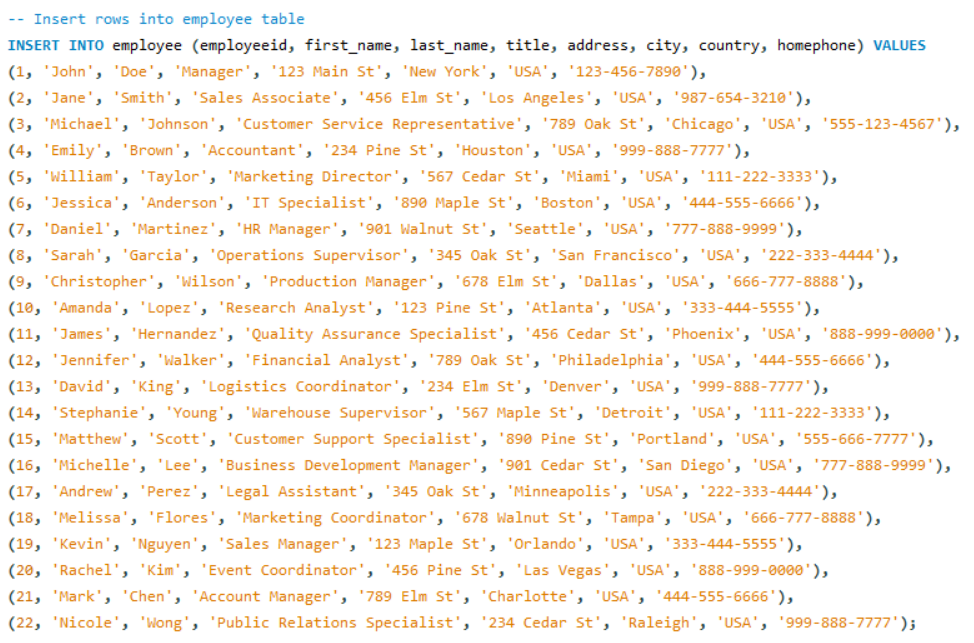 -- Insert rows into employee table
INSERT INTO employee (employeeid, first_name, last_name, title, address, city, country, homephone) VALUES
(1, 'John', 'Doe', 'Manager', '123 Main St', 'New York', 'USA', '123-456-7890'),
(2, 'Jane', 'Smith', 'Sales Associate', '456 Elm St', 'Los Angeles', 'USA', '987-654-3210'),
(3, 'Michael', 'Johnson', 'Customer Service Representative', '789 Oak St', 'Chicago', 'USA', '555-123-4567'),
(4, 'Emily', 'Brown', 'Accountant', '234 Pine St', 'Houston', 'USA', '999-888-7777'),
(5, 'William', 'Taylor', 'Marketing Director', '567 Cedar St', 'Miami', 'USA', '111-222-3333'),
(6, 'Jessica', 'Anderson', 'IT Specialist', '890 Maple St', 'Boston', 'USA', '444-555-6666'),
(7, 'Daniel', 'Martinez', 'HR Manager', '901 Walnut St', 'Seattle', 'USA', '777-888-9999'),
(8, 'Sarah', 'Garcia', 'Operations Supervisor', '345 Oak St', 'San Francisco', 'USA', '222-333-4444'),
(9, 'Christopher', 'Wilson', 'Production Manager', '678 Elm St', 'Dallas', 'USA', '666-777-8888'),
(10, 'Amanda', 'Lopez', 'Research Analyst', '123 Pine St', 'Atlanta', 'USA', '333-444-5555'),
(11, 'James', 'Hernandez', 'Quality Assurance Specialist', '456 Cedar St', 'Phoenix', 'USA', '888-999-0000'),
(12, 'Jennifer', 'Walker', 'Financial Analyst', '789 Oak St', 'Philadelphia', 'USA', '444-555-6666'),
(13, 'David', 'King', 'Logistics Coordinator', '234 Elm St', 'Denver', 'USA', '999-888-7777'),
(14, 'Stephanie', 'Young', 'Warehouse Supervisor', '567 Maple St', 'Detroit', 'USA', '111-222-3333'),
(15, 'Matthew', 'Scott', 'Customer Support Specialist', '890 Pine St', 'Portland', 'USA', '555-666-7777'),
(16, 'Michelle', 'Lee', 'Business Development Manager', '901 Cedar St', 'San Diego', 'USA', '777-888-9999'),
(17, 'Andrew', 'Perez', 'Legal Assistant', '345 Oak St', 'Minneapolis', 'USA', '222-333-4444'),
(18, 'Melissa', 'Flores', 'Marketing Coordinator', '678 Walnut St', 'Tampa', 'USA', '666-777-8888'),
(19, 'Kevin', 'Nguyen', 'Sales Manager', '123 Maple St', 'Orlando', 'USA', '333-444-5555'),
(20, 'Rachel', 'Kim', 'Event Coordinator', '456 Pine St', 'Las Vegas', 'USA', '888-999-0000'),
(21, 'Mark', 'Chen', 'Account Manager', '789 Elm St', 'Charlotte', 'USA', '444-555-6666'),
(22, 'Nicole', 'Wong', 'Public Relations Specialist', '234 Cedar St', 'Raleigh', 'USA', '999-888-7777');